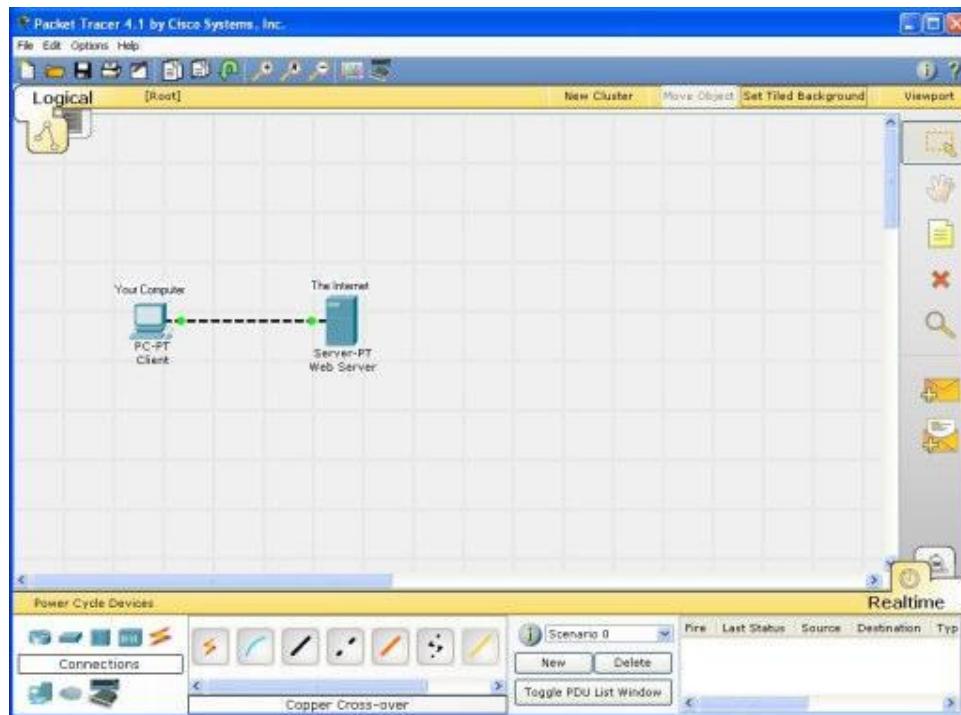 Packet Tracer 4.1 by Cisco Systems, Inc.
File Edit Options Help
Logical [Root] New Cluster Move Object Set Tiled Background Viewport
Your Computer
The Internet
PC-PT
Client
Server-PT
Web Server
Power Cycle Devices
Realtime
Connections
Copper Cross-over
Scenario 0
New Delete
Toggle PDU List Window
Fire Last Status Source Destination Typ